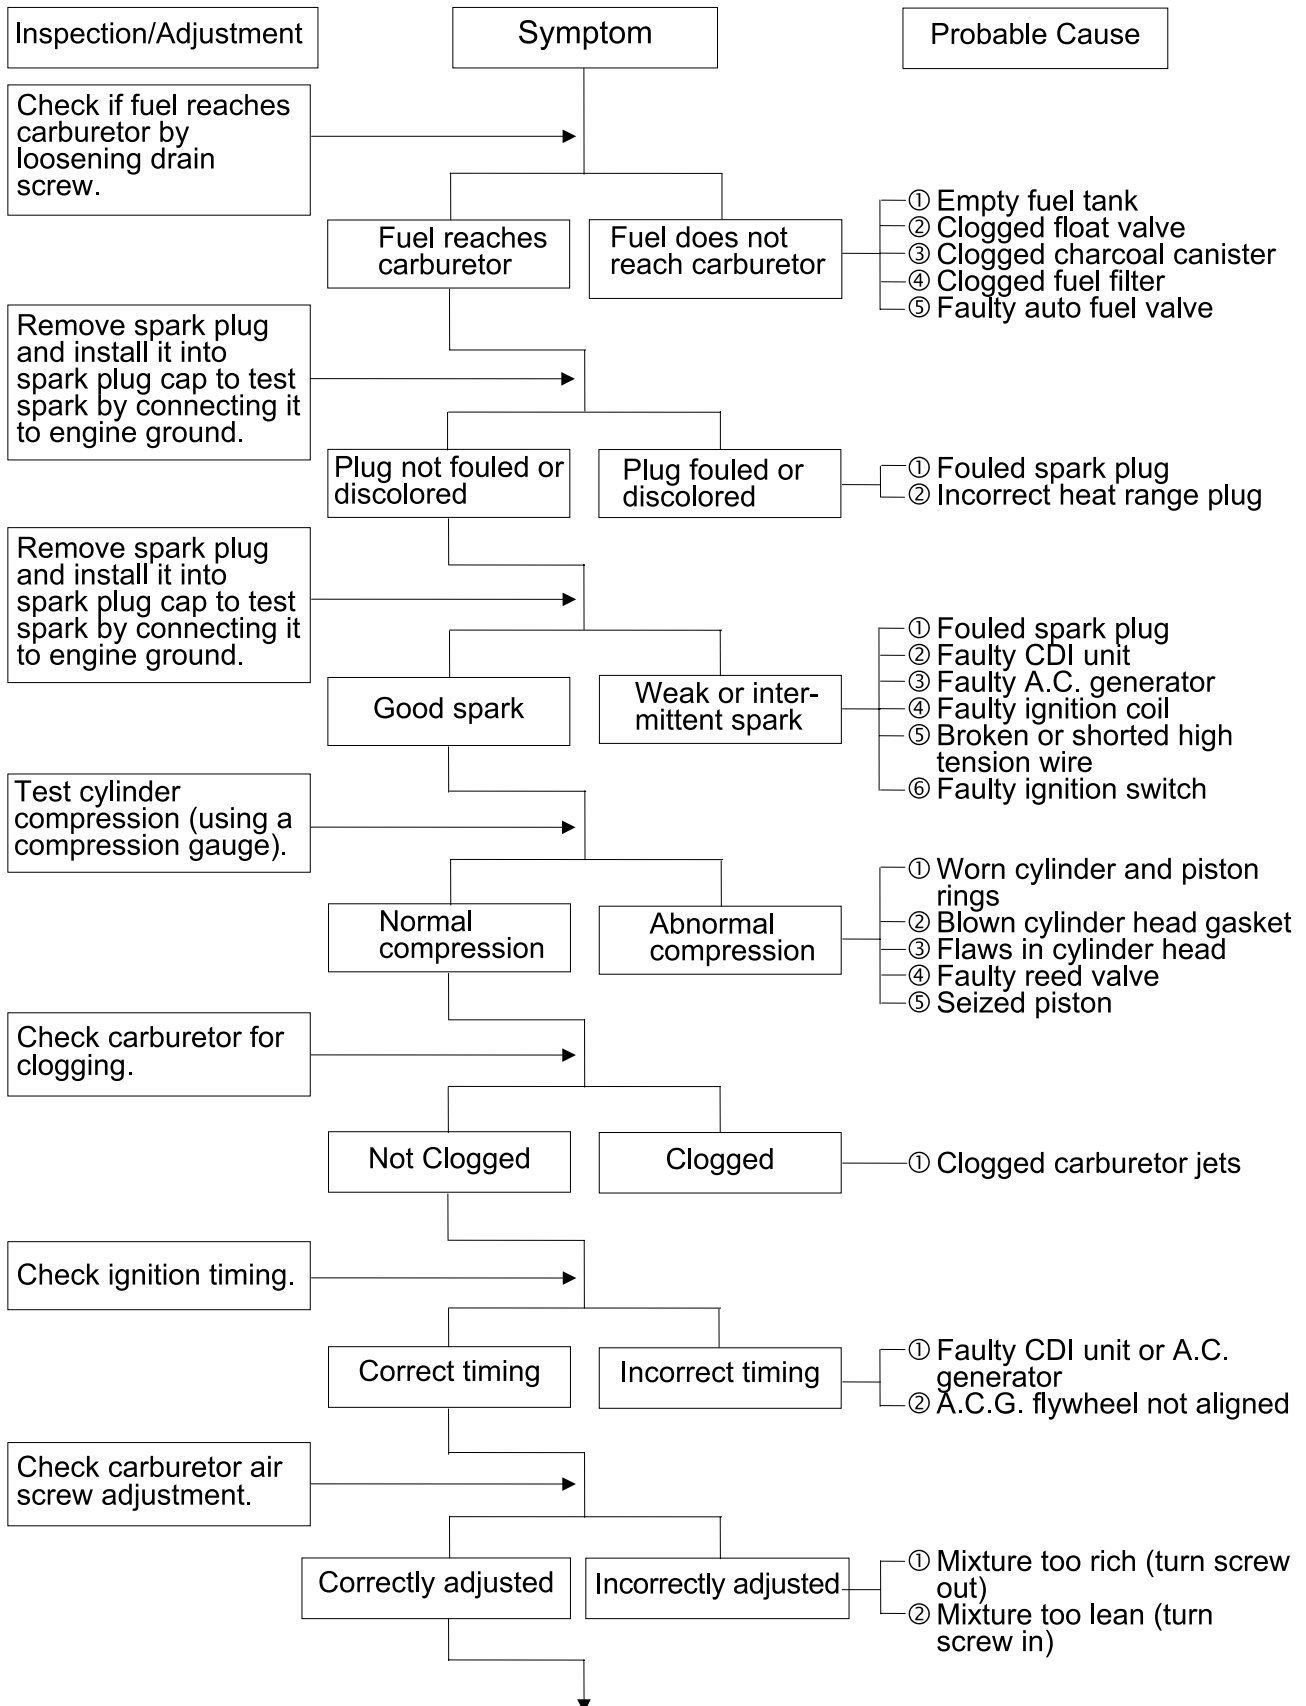 Inspection/Adjustment
Symptom
Probable Cause
Check if fuel reaches
carburetor by
loosening drain
screw.
Fuel reaches
carburetor
Fuel does not
reach carburetor
① Empty fuel tank
② Clogged float valve
③ Clogged charcoal canister
④ Clogged fuel filter
⑤ Faulty auto fuel valve
Remove spark plug
and install it into
spark plug cap to test
spark by connecting it
to engine ground.
Plug not fouled or
discolored
Plug fouled or
discolored
① Fouled spark plug
② Incorrect heat range plug
Remove spark plug
and install it into
spark plug cap to test
spark by connecting it
to engine ground.
Good spark
Weak or inter-
mittent spark
① Fouled spark plug
② Faulty CDI unit
③ Faulty A.C. generator
④ Faulty ignition coil
⑤ Broken or shorted high
tension wire
⑥ Faulty ignition switch
Test cylinder
compression (using a
compression gauge).
Normal
compression
Abnormal
compression
① Worn cylinder and piston
rings
② Blown cylinder head gasket
③ Flaws in cylinder head
④ Faulty reed valve
⑤ Seized piston
Check carburetor for
clogging.
Not Clogged
Clogged
① Clogged carburetor jets
Check ignition timing.
Correct timing
Incorrect timing
① Faulty CDI unit or A.C.
generator
② A.C.G. flywheel not aligned
Check carburetor air
screw adjustment.
Correctly adjusted
Incorrectly adjusted
① Mixture too rich (turn screw
out)
② Mixture too lean (turn
screw in)